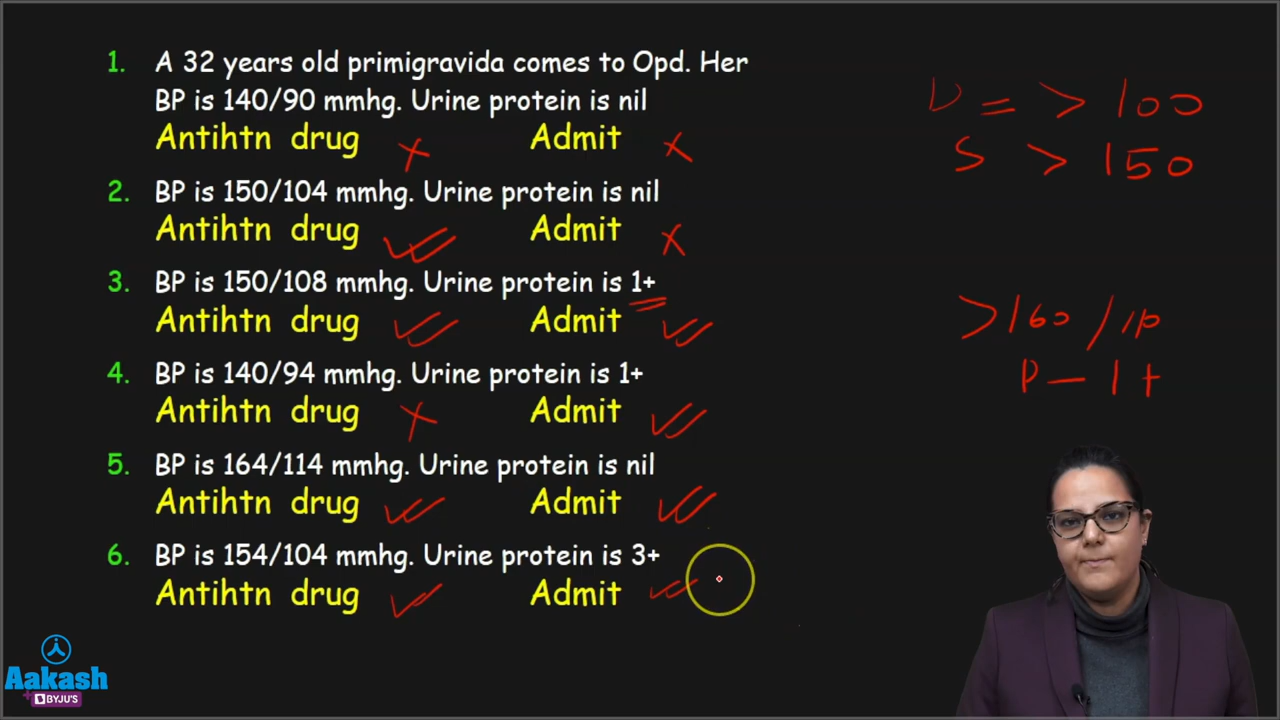 1. A 32 years old primigravida comes to Opd. Her
BP is 140/90 mmhg. Urine protein is nil
Antihtn drug × Admit ×
2. BP is 150/104 mmhg. Urine protein is nil
Antihtn drug ✓ Admit ×
3. BP is 150/108 mmhg. Urine protein is 1+
Antihtn drug ✓ Admit ✓
4. BP is 140/94 mmhg. Urine protein is 1+
Antihtn drug × Admit ✓
5. BP is 164/114 mmhg. Urine protein is nil
Antihtn drug ✓ Admit ✓
6. BP is 154/104 mmhg. Urine protein is 3+
Antihtn drug ✓ Admit ✓
D = > 100
S > 150
>160/110
P - 1+
Aakash
+ BYJU'S